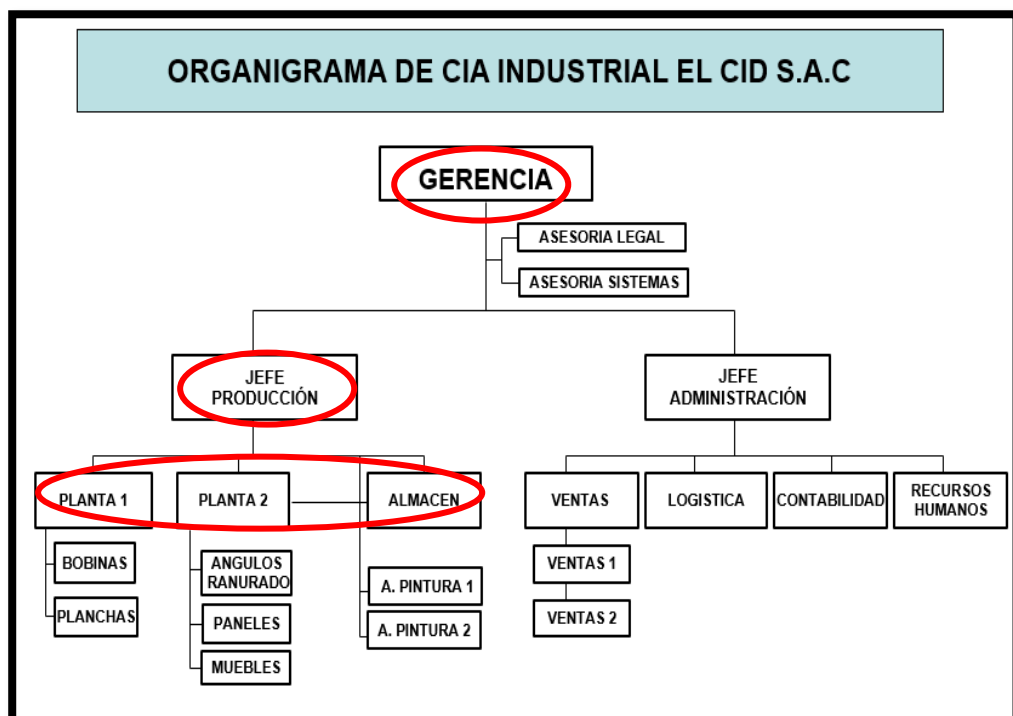 ORGANIGRAMA DE CIA INDUSTRIAL EL CID S.A.C
GERENCIA
ASESORIA LEGAL
ASESORIA SISTEMAS
JEFE
PRODUCCIÓN
JEFE
ADMINISTRACIÓN
PLANTA 1
PLANTA 2
ALMACEN
VENTAS
LOGISTICA
CONTABILIDAD
RECURSOS
HUMANOS
BOBINAS
PLANCHAS
ANGULOS
RANURADO
PANELES
MUEBLES
A. PINTURA 1
A. PINTURA 2
VENTAS 1
VENTAS 2